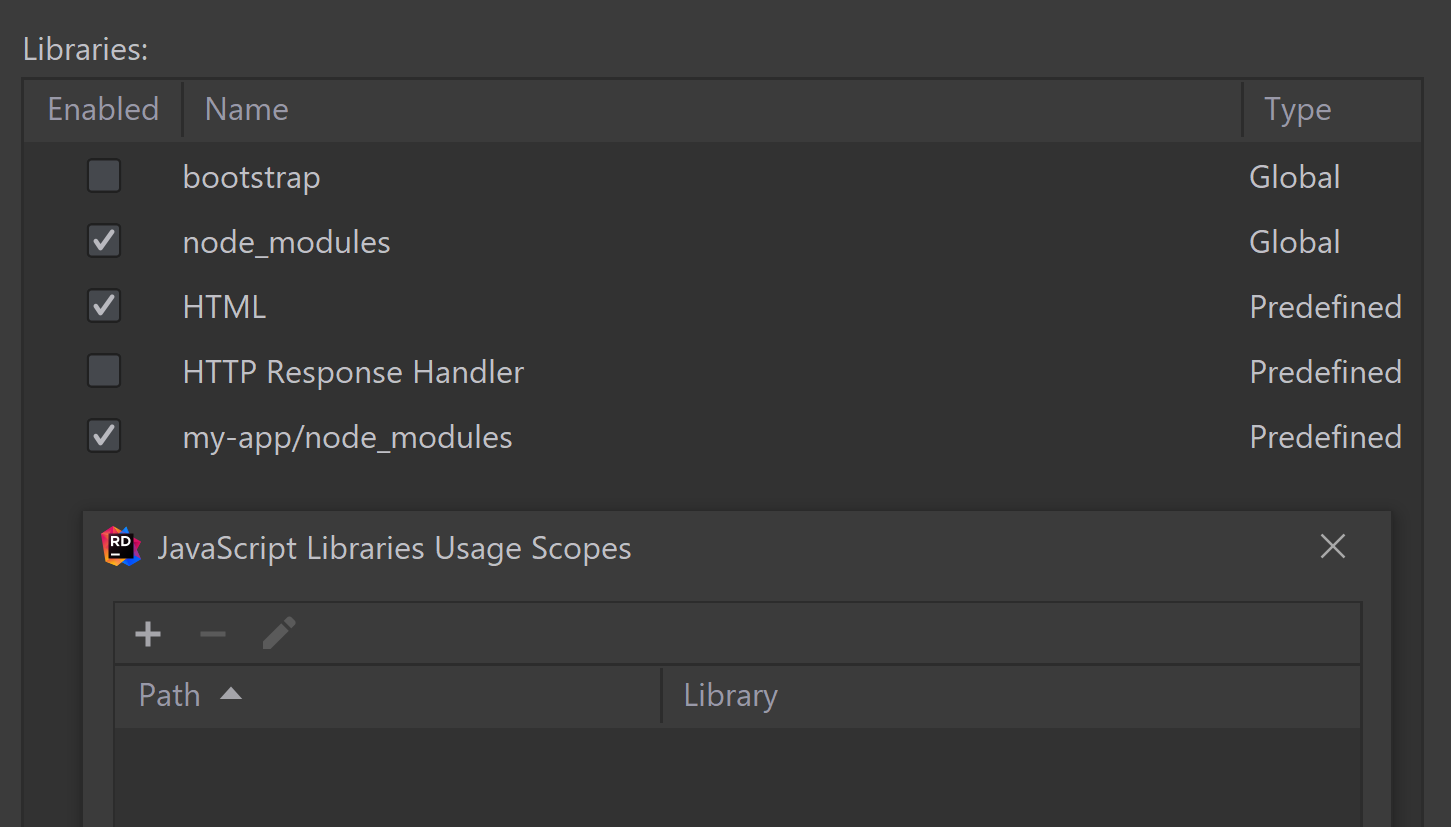 Libraries:
Enabled Name Type
bootstrap Global
node_modules Global
HTML Predefined
HTTP Response Handler Predefined
my-app/node_modules Predefined
RD JavaScript Libraries Usage Scopes
Path Library